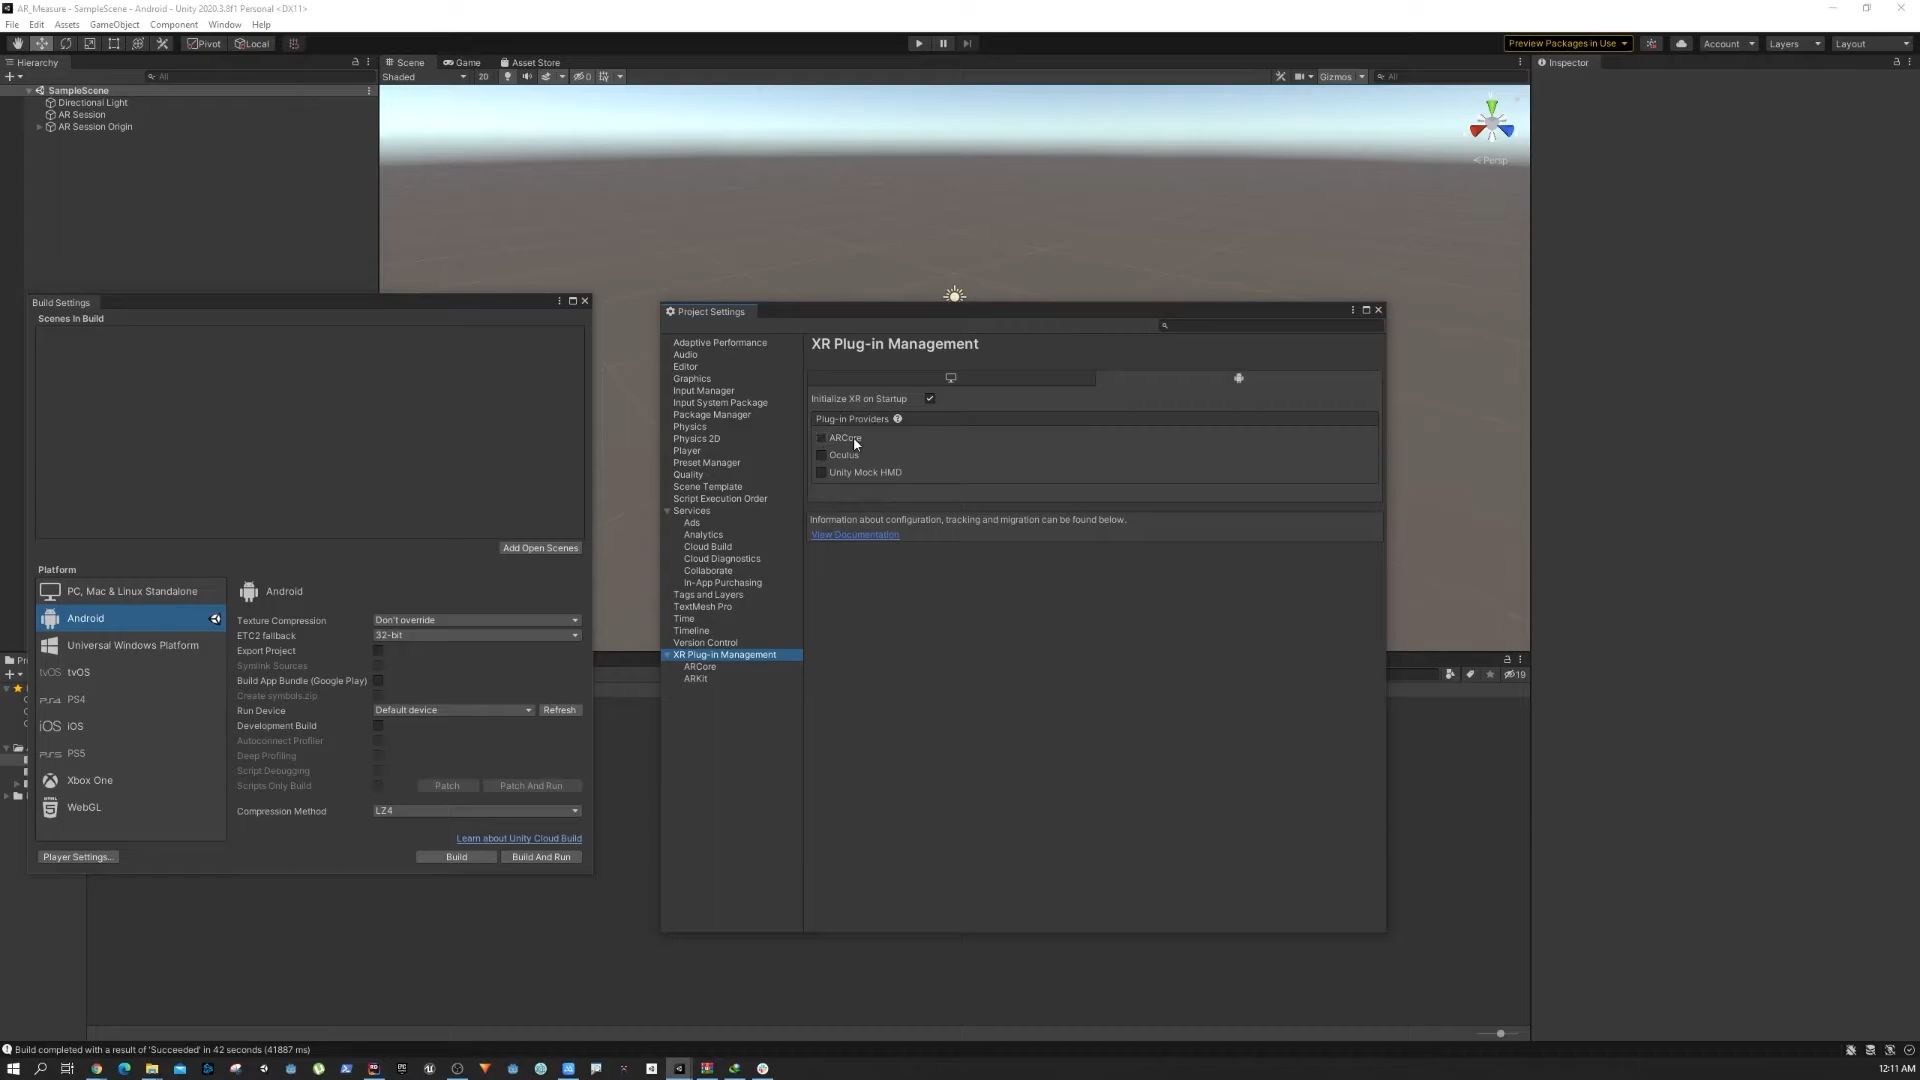 AR_Measure - SampleScene - Android - Unity 2020.3.8f1 Personal <DX11>
File Edit Assets GameObject Component Window Help
Pivot Local Preview Packages in Use Account Layers Layout
Hierarchy
All
SampleScene
Directional Light
AR Session
AR Session Origin
Scene Game Asset Store
Shaded 2D 0 Gizmos All
Persp
Inspector
Build Settings
Scenes In Build
Add Open Scenes
Platform
PC, Mac & Linux Standalone
Android
Universal Windows Platform
tvOS tvOS
PS4 PS4
iOS iOS
PS5 PS5
Xbox One
HTML 5 WebGL
Android
Texture Compression Don't override
ETC2 fallback 32-bit
Export Project
Symlink Sources
Build App Bundle (Google Play)
Create symbols.zip
Run Device Default device Refresh
Development Build
Autoconnect Profiler
Deep Profiling
Script Debugging
Scripts Only Build Patch Patch And Run
Compression Method LZ4
Learn about Unity Cloud Build
Player Settings... Build Build And Run
Project Settings
Adaptive Performance
Audio
Editor
Graphics
Input Manager
Input System Package
Package Manager
Physics
Physics 2D
Player
Preset Manager
Quality
Scene Template
Script Execution Order
Services
Ads
Analytics
Cloud Build
Cloud Diagnostics
Collaborate
In-App Purchasing
Tags and Layers
TextMesh Pro
Time
Timeline
Version Control
XR Plug-in Management
ARCore
ARKit
XR Plug-in Management
Initialize XR on Startup
Plug-in Providers
ARCore
Oculus
Unity Mock HMD
Information about configuration, tracking and migration can be found below.
View Documentation
19
Build completed with a result of 'Succeeded' in 42 seconds (41887 ms)
12:11 AM